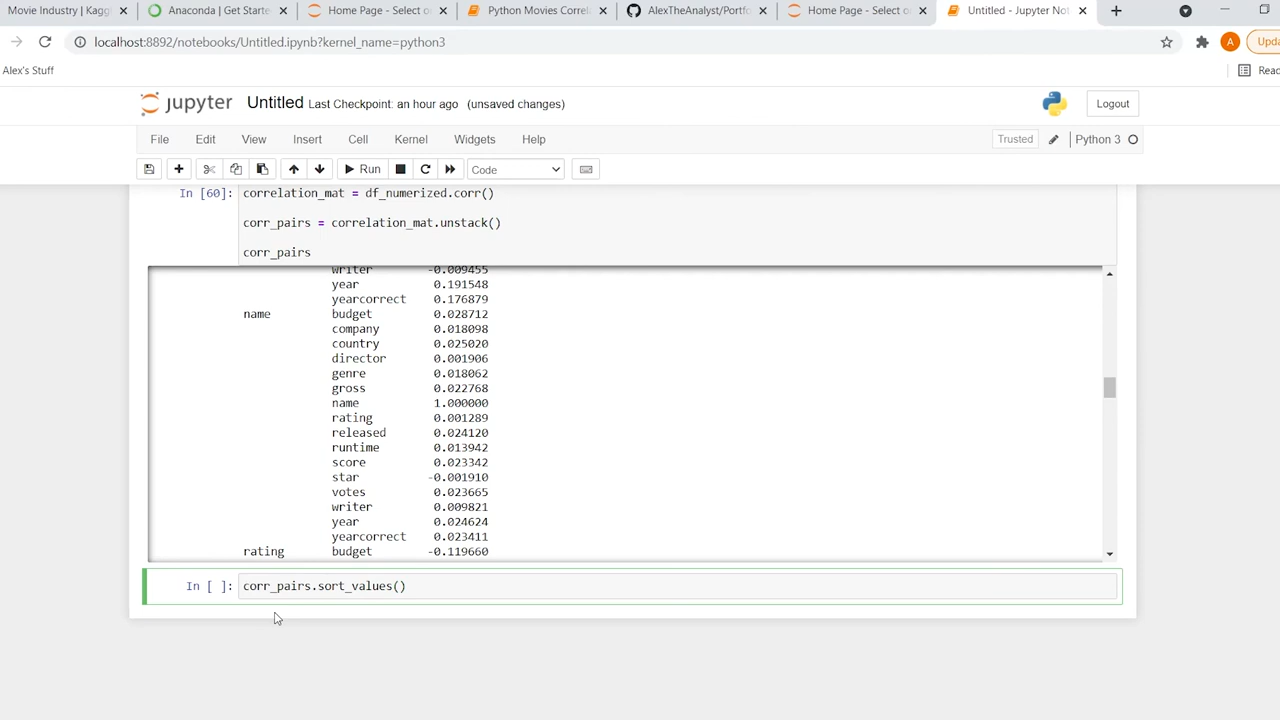 Movie Industry | Kagg
Anaconda | Get Starte
Home Page - Select o
Python Movies Correla
AlexTheAnalyst/Portfo
Home Page - Select o
Untitled - Jupyter No
localhost:8892/notebooks/Untitled.ipynb?kernel_name=python3
A
Upda
Alex's Stuff
Read
jupyter Untitled Last Checkpoint: an hour ago (unsaved changes)
Logout
File Edit View Insert Cell Kernel Widgets Help
Trusted
Python 3
Run
Code
In [60]: correlation_mat = df_numerized.corr()
corr_pairs = correlation_mat.unstack()
corr_pairs
writer -0.009455
year 0.191548
yearcorrect 0.176879
name budget 0.028712
company 0.018098
country 0.025020
director 0.001906
genre 0.018062
gross 0.022768
name 1.000000
rating 0.001289
released 0.024120
runtime 0.013942
score 0.023342
star -0.001910
votes 0.023665
writer 0.009821
year 0.024624
yearcorrect 0.023411
rating budget -0.119660
In [ ]: corr_pairs.sort_values()